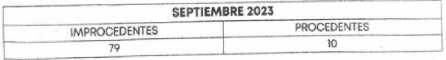 SEPTIEMBRE 2023
IMPROCEDENTES PROCEDENTES
79 10